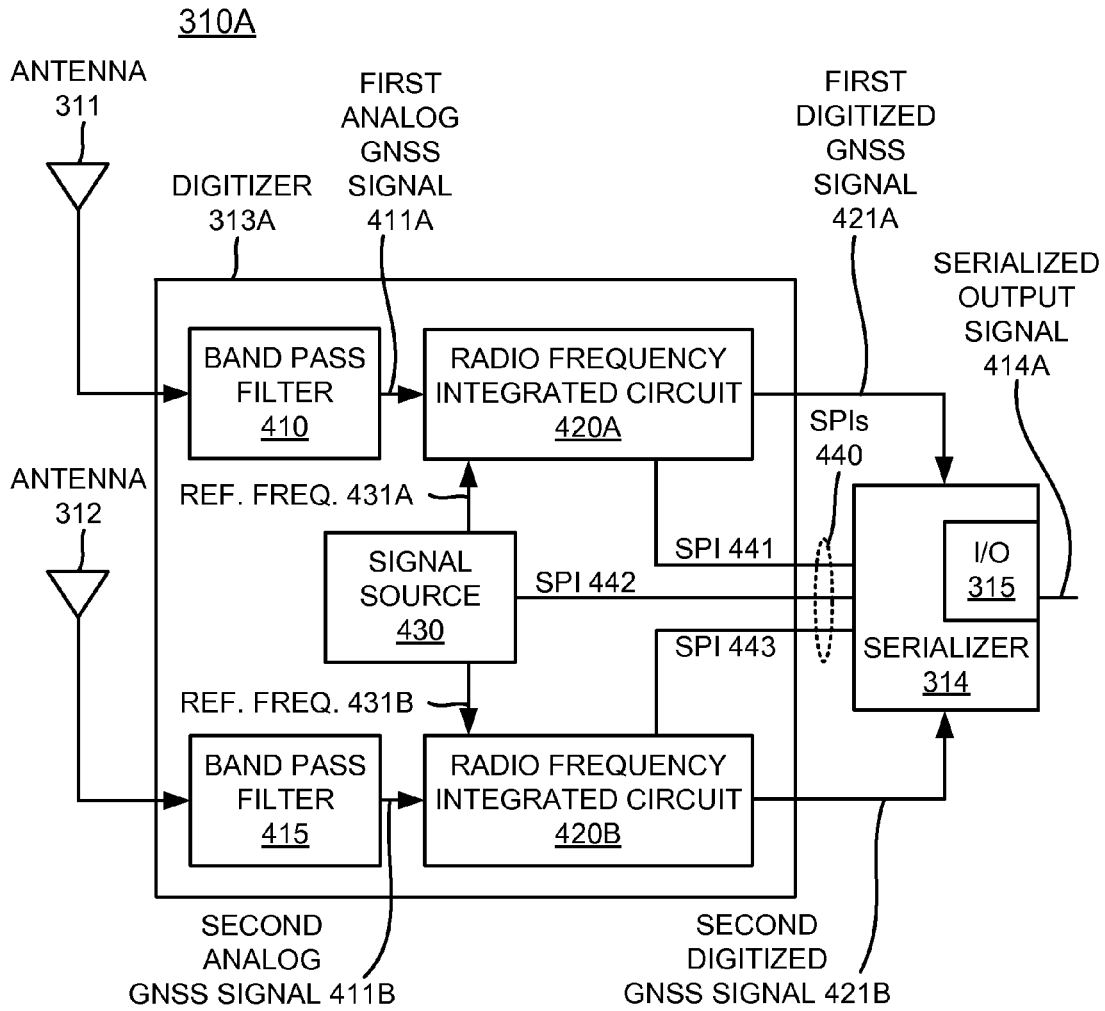 310A
ANTENNA
311
FIRST
ANALOG
GNSS
SIGNAL
411A
FIRST
DIGITIZED
GNSS
SIGNAL
421A
DIGITIZER
313A
SERIALIZED
OUTPUT
SIGNAL
414A
BAND PASS
FILTER
410
RADIO FREQUENCY
INTEGRATED CIRCUIT
420A
SPIs
440
ANTENNA
312
REF. FREQ. 431A
SIGNAL
SOURCE
430
SPI 441
SPI 442
SPI 443
I/O
315
SERIALIZER
314
REF. FREQ. 431B
BAND PASS
FILTER
415
RADIO FREQUENCY
INTEGRATED CIRCUIT
420B
SECOND
ANALOG
GNSS SIGNAL 411B
SECOND
DIGITIZED
GNSS SIGNAL 421B